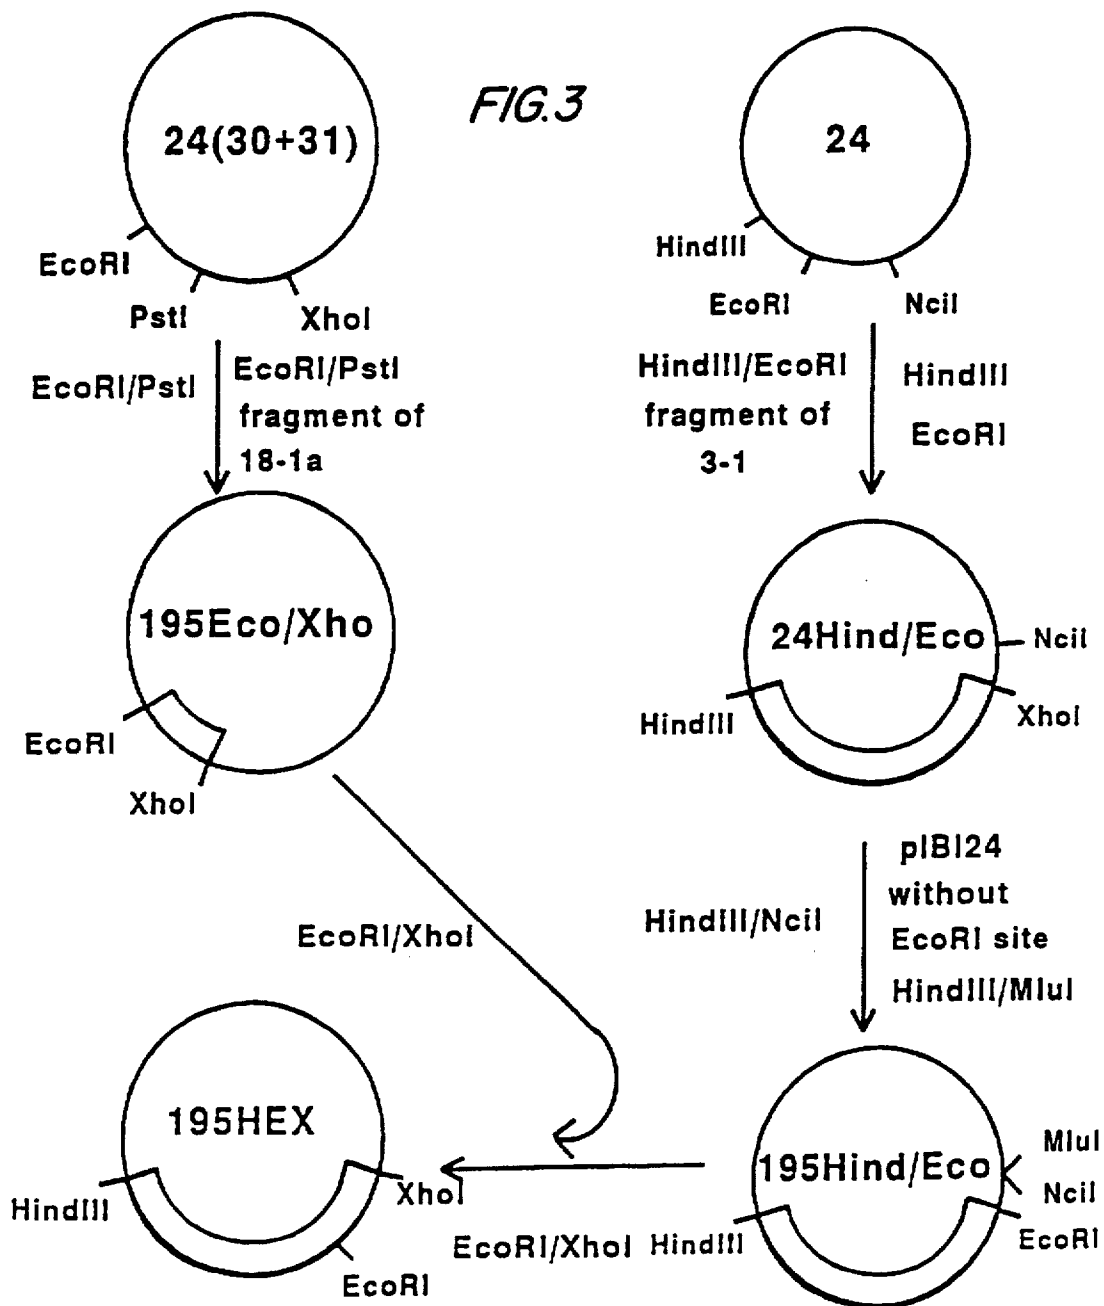 FIG.3
24(30+31)
EcoRI
PstI
XhoI
24
HindIII
EcoRI
NciI
EcoRI/PstI
EcoRI/PstI
fragment of
18-1a
HindIII/EcoRI
fragment of
3-1
HindIII
EcoRI
195Eco/Xho
EcoRI
XhoI
24Hind/Eco
NciI
HindIII
XhoI
EcoRI/XhoI
HindIII/NciI
pIBI24
without
EcoRI site
HindIII/MluI
195HEX
HindIII
XhoI
EcoRI
EcoRI/XhoI
195Hind/Eco
MluI
NciI
HindIII
EcoRI